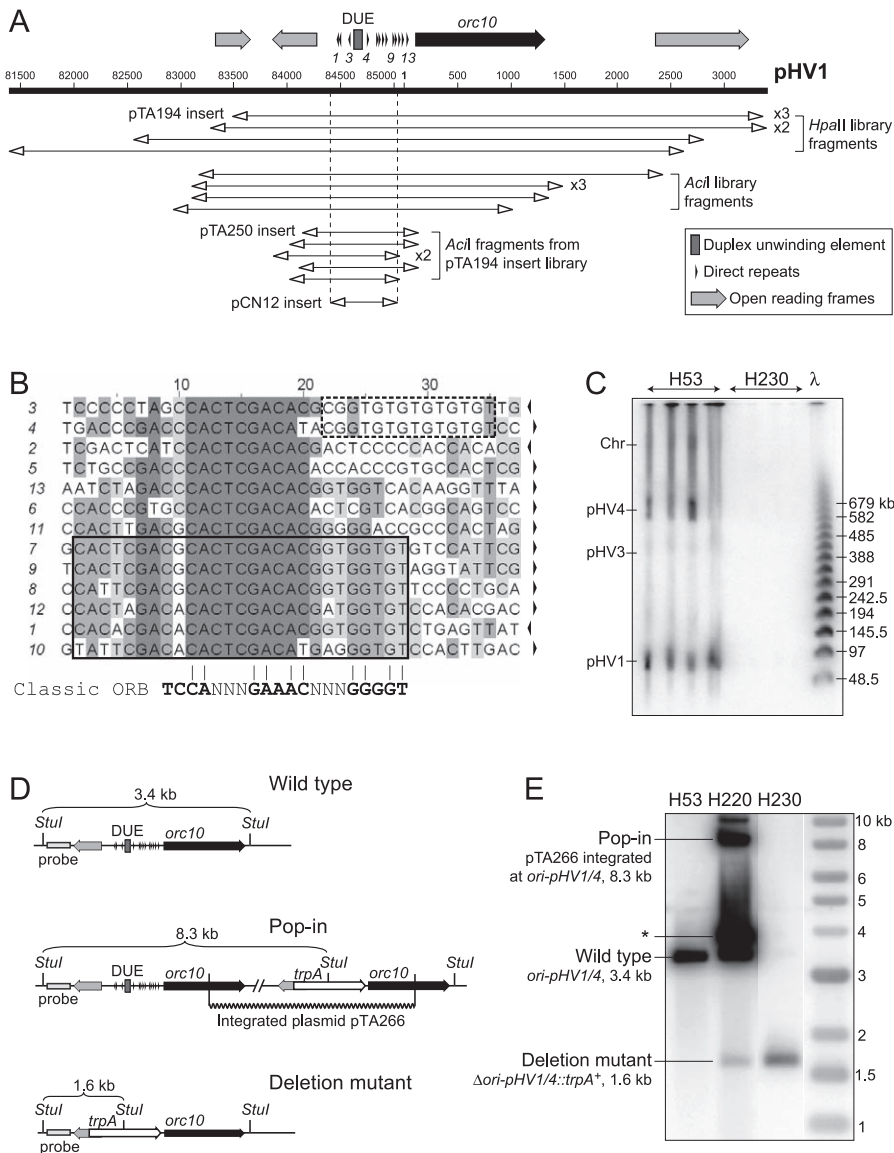 A
DUE
orc10
1 3 4 9 13
pHV1
81500 82000 82500 83000 83500 84000 84500 85000 1 500 1000 1500 2000 2500 3000
pTA194 insert
x3
x2
HpaII library
fragments
x3
AciI library
fragments
pTA250 insert
x2
AciI fragments from
pTA194 insert library
pCN12 insert
Duplex unwinding element
Direct repeats
Open reading frames
B
10 20 30
3 TCCCCCTAGCCACTCGACACGCGGTGTGTGTGTTG
4 TGACCCGACCCACTCGACATACGGTGTGTGTGTCC
2 TCGACTCATCCACTCGACACGACTCCCCCACCACACG
5 TCTGCCGACCCACTCGACACACCACCCGTGCCACTCG
13 AATCTAGACACACTCGACACGGTGGTCACAAGGTTTA
6 CCACCCGTGCCACTCGACACACTCGTCACGGCAGTCC
11 CCACTTGACGCACTCGACACGGGGGACCGCCCACTAG
7 GCACTCGACGCACTCGACACGGTGGTGTGTCCATTCG
9 TCACTCGACGCACTCGACACGGTGGTGTAGGTATTCG
8 CCATTCGACGCACTCGACACGGTGGTGTTCCCCTGCA
12 CCACTAGACACACTCGACACGATGGTGTCCACACGAC
1 CCACACGACACACTCGACACGGTGGTGTCTGAGTTAT
10 GTATTCGACACACTCGACATGAGGGTGTCCACTTGAC
Classic ORB TCCANNNGAAACNNNGGGGT
C
H53 H230 λ
Chr
pHV4
pHV3
pHV1
679 kb
582
485
388
291
242.5
194
145.5
97
48.5
D
Wild type
3.4 kb
StuI StuI
DUE orc10
probe
Pop-in
8.3 kb
StuI StuI StuI
DUE orc10 trpA orc10
probe
Integrated plasmid pTA266
Deletion mutant
1.6 kb
StuI StuI StuI
trpA orc10
probe
E
H53 H220 H230
Pop-in
pTA266 integrated
at ori-pHV1/4, 8.3 kb
*
Wild type
ori-pHV1/4, 3.4 kb
Deletion mutant
Δori-pHV1/4::trpA⁺, 1.6 kb
10 kb
8
6
5
4
3
2
1.5
1